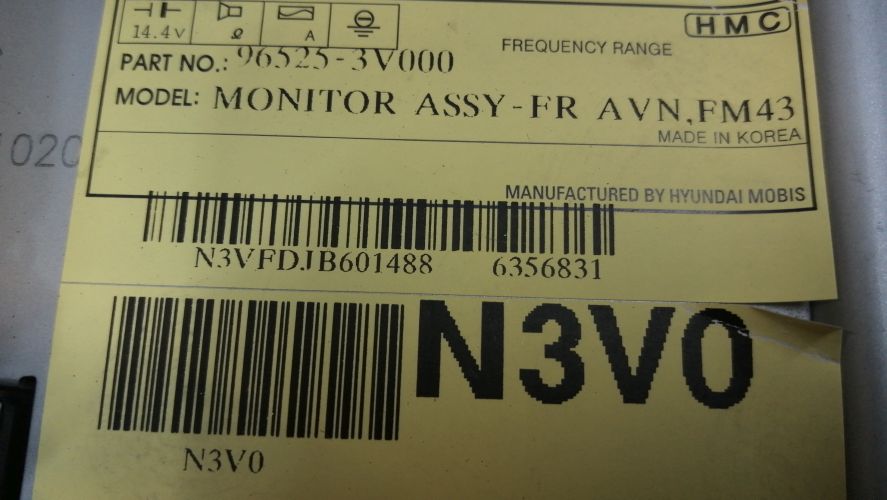 HMC
14.4V Ω A
FREQUENCY RANGE
PART NO.: 96525-3V000
MODEL: MONITOR ASSY-FR AVN,FM43
MADE IN KOREA
1020
MANUFACTURED BY HYUNDAI MOBIS
N3VFDJB601488 6356831
N3V0
N3V0